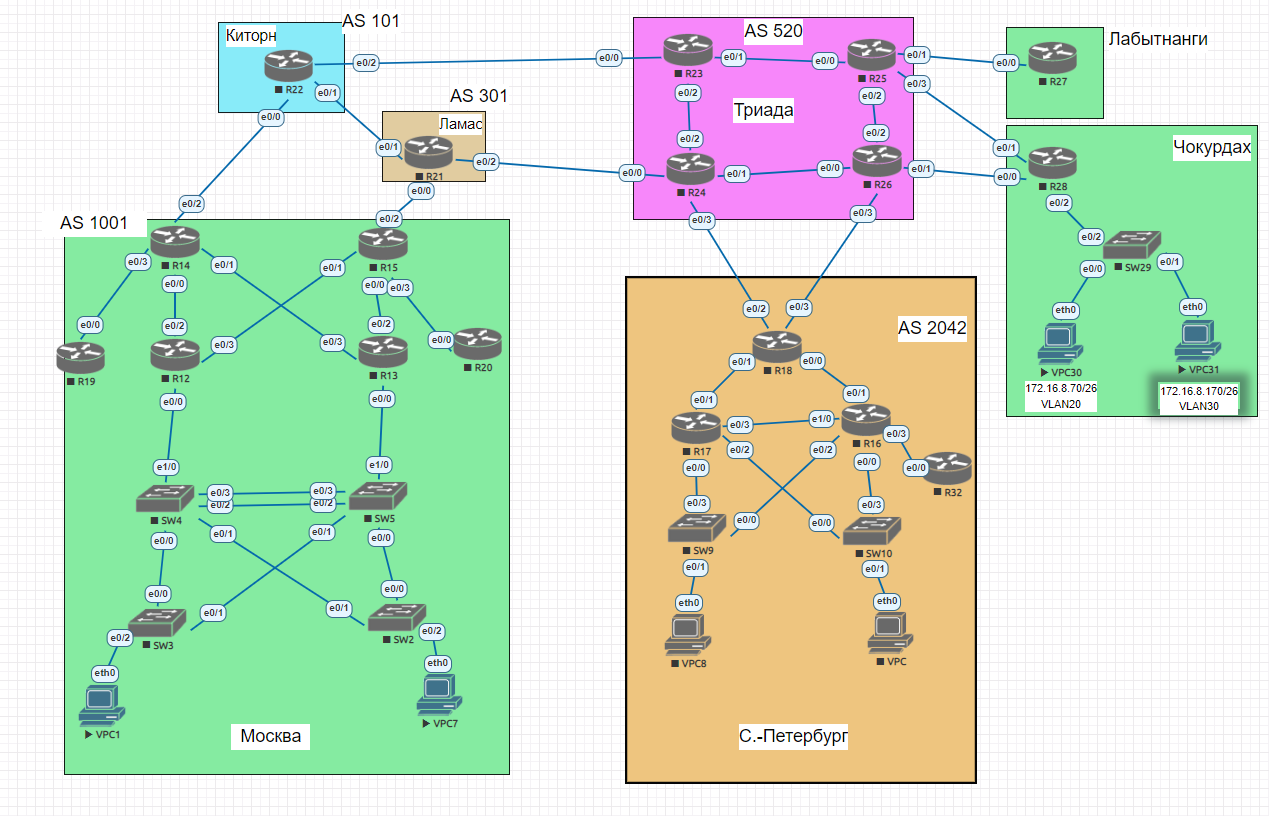 Киторн
AS 101
e0/2
R22
e0/1
e0/0
AS 301
Ламас
e0/1
e0/2
R21
e0/0
AS 520
e0/0
R23
e0/1
e0/0
R25
e0/1
e0/3
e0/2
Триада
e0/2
e0/2
e0/2
e0/0
R24
e0/1
e0/0
R26
e0/1
e0/3
e0/3
Лабытнанги
e0/0
R27
Чокурдах
e0/1
e0/0
R28
e0/2
e0/2
SW29
e0/0
e0/1
eth0
eth0
VPC30
VPC31
172.16.8.70/26
VLAN20
172.16.8.170/26
VLAN30
AS 1001
e0/2
e0/2
R14
R15
e0/3
e0/1
e0/1
e0/0
e0/0
e0/3
e0/0
e0/2
e0/3
e0/3
e0/2
e0/0
R19
R12
R13
R20
e0/0
e0/0
e1/0
e1/0
e0/3
e0/3
e0/2
e0/2
SW4
SW5
e0/0
e0/1
e0/1
e0/0
e0/0
e0/1
e0/1
e0/0
SW3
SW2
e0/2
e0/2
eth0
eth0
VPC1
VPC7
Москва
AS 2042
e0/2
e0/3
R18
e0/1
e0/0
e0/1
e0/1
R17
e0/3
e1/0
R16
e0/3
e0/2
e0/2
e0/0
e0/0
e0/0
R32
e0/3
e0/3
e0/0
e0/0
SW9
SW10
e0/1
e0/1
eth0
eth0
VPC8
VPC
С.-Петербург